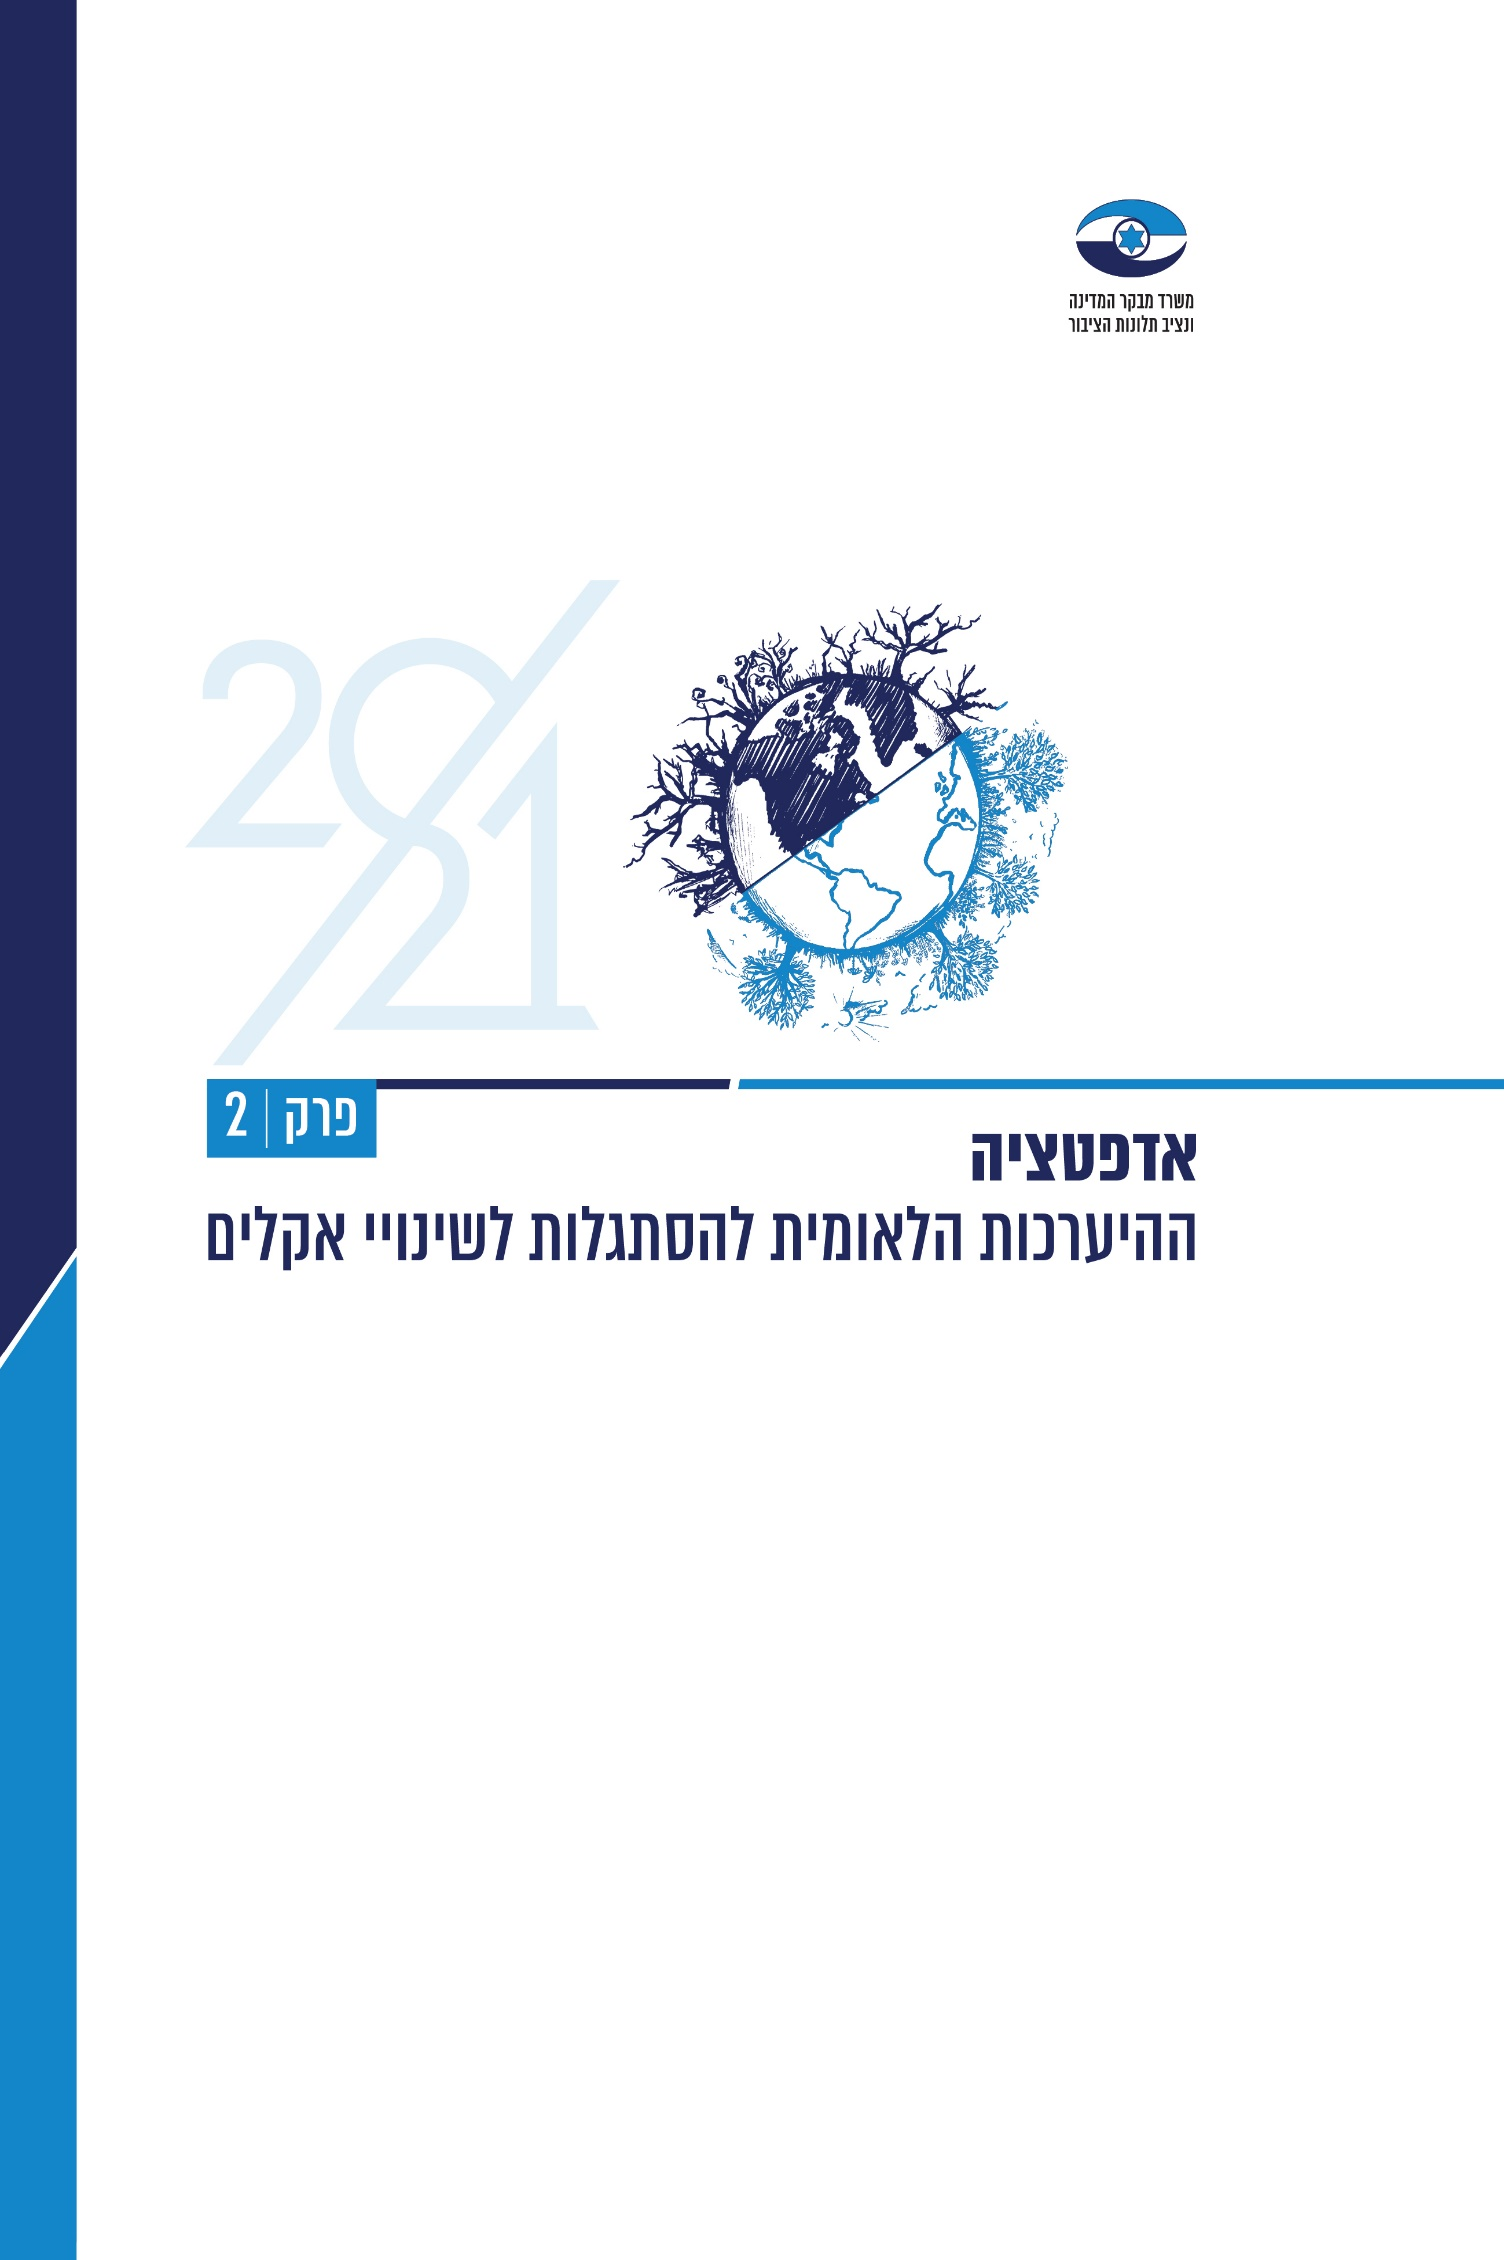 משרד מבקר המדינה
ונציב תלונות הציבור
2021
פרק | 2
אדפטציה
ההיערכות הלאומית להסתגלות לשינויי אקלים